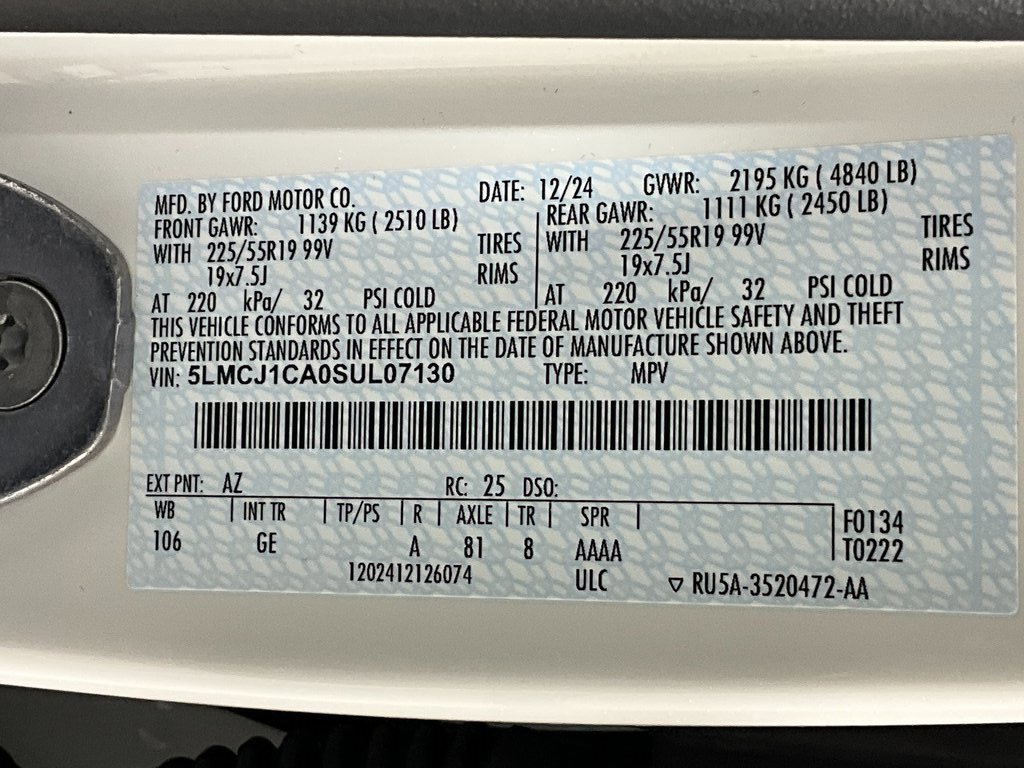 MFD. BY FORD MOTOR CO. DATE: 12/24 GVWR: 2195 KG ( 4840 LB)
FRONT GAWR: 1139 KG ( 2510 LB) REAR GAWR: 1111 KG ( 2450 LB)
WITH 225/55R19 99V TIRES WITH 225/55R19 99V TIRES
19x7.5J RIMS 19x7.5J RIMS
AT 220 kPa/ 32 PSI COLD AT 220 kPa/ 32 PSI COLD
THIS VEHICLE CONFORMS TO ALL APPLICABLE FEDERAL MOTOR VEHICLE SAFETY AND THEFT
PREVENTION STANDARDS IN EFFECT ON THE DATE OF MANUFACTURE SHOWN ABOVE.
VIN: 5LMCJ1CA0SUL07130 TYPE: MPV
EXT PNT: AZ RC: 25 DSO:
WB INT TR TP/PS R AXLE TR SPR F0134
106 GE A 81 8 AAAA T0222
1202412126074 ULC ▽ RU5A-3520472-AA